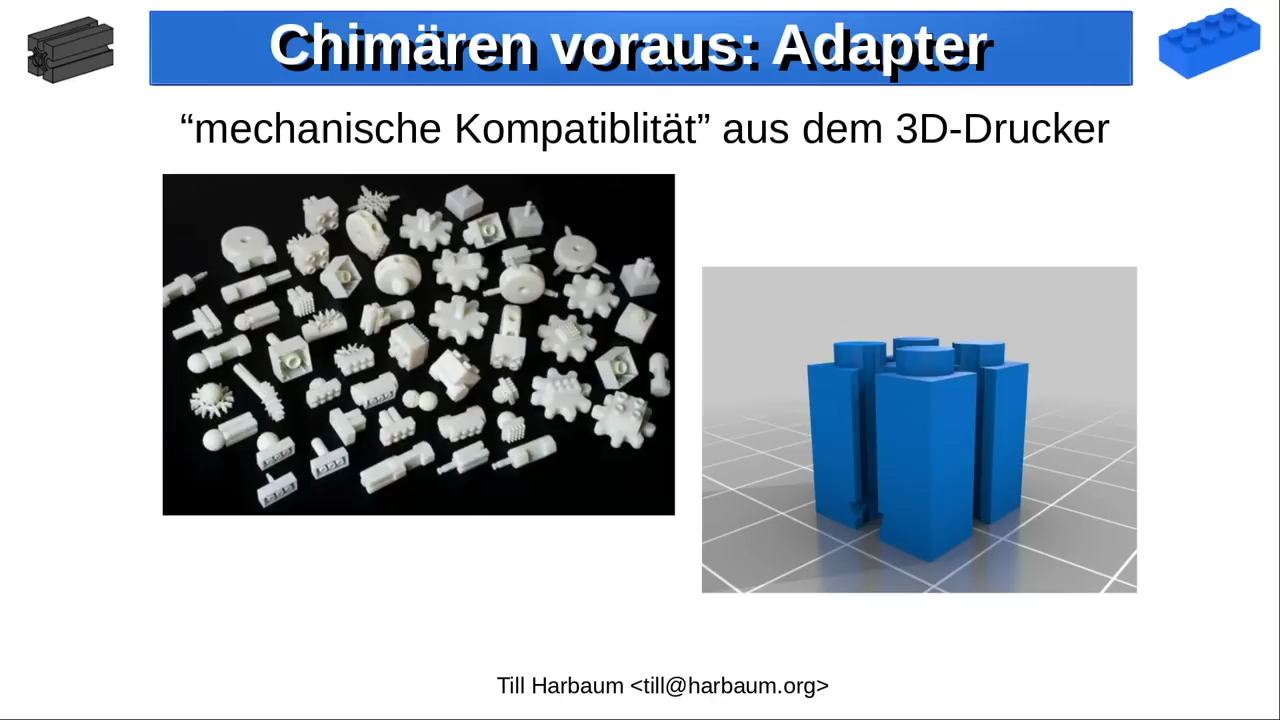 Chimären voraus: Adapter
“mechanische Kompatiblität” aus dem 3D-Drucker
Till Harbaum <till@harbaum.org>